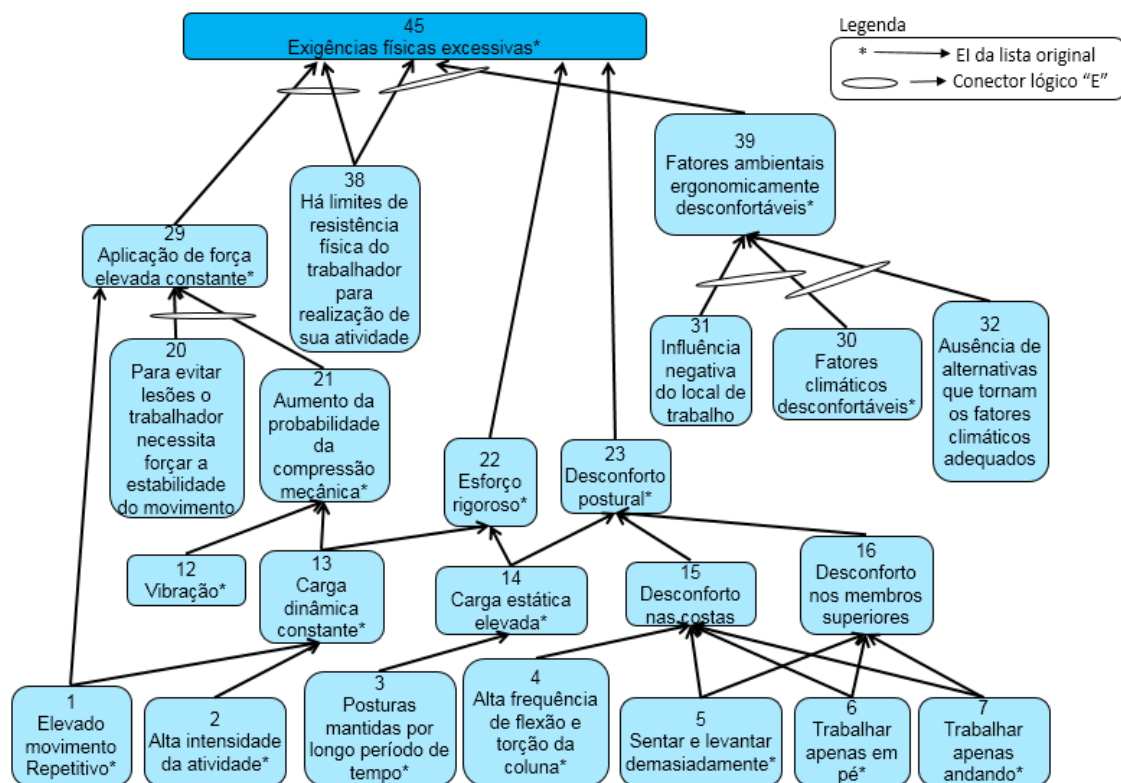 45
Exigências físicas excessivas*
Legenda
* EI da lista original
Conector lógico “E”
39
Fatores ambientais
ergonomicamente
desconfortáveis*
38
Há limites de
resistência
física do
trabalhador
para
realização de
sua atividade
29
Aplicação de força
elevada constante*
20
Para evitar
lesões o
trabalhador
necessita
forçar a
estabilidade
do movimento
21
Aumento da
probabilidade
da
compressão
mecânica*
31
Influência
negativa
do local de
trabalho
30
Fatores
climáticos
desconfortáveis*
32
Ausência de
alternativas
que tornam
os fatores
climáticos
adequados
22
Esforço
rigoroso*
23
Desconforto
postural*
12
Vibração*
13
Carga
dinâmica
constante*
14
Carga estática
elevada*
15
Desconforto
nas costas
16
Desconforto
nos membros
superiores
1
Elevado
movimento
Repetitivo*
2
Alta intensidade
da atividade*
3
Posturas
mantidas por
longo período de
tempo*
4
Alta frequência
de flexão e
torção da
coluna*
5
Sentar e levantar
demasiadamente*
6
Trabalhar
apenas em
pé*
7
Trabalhar
apenas
andando*